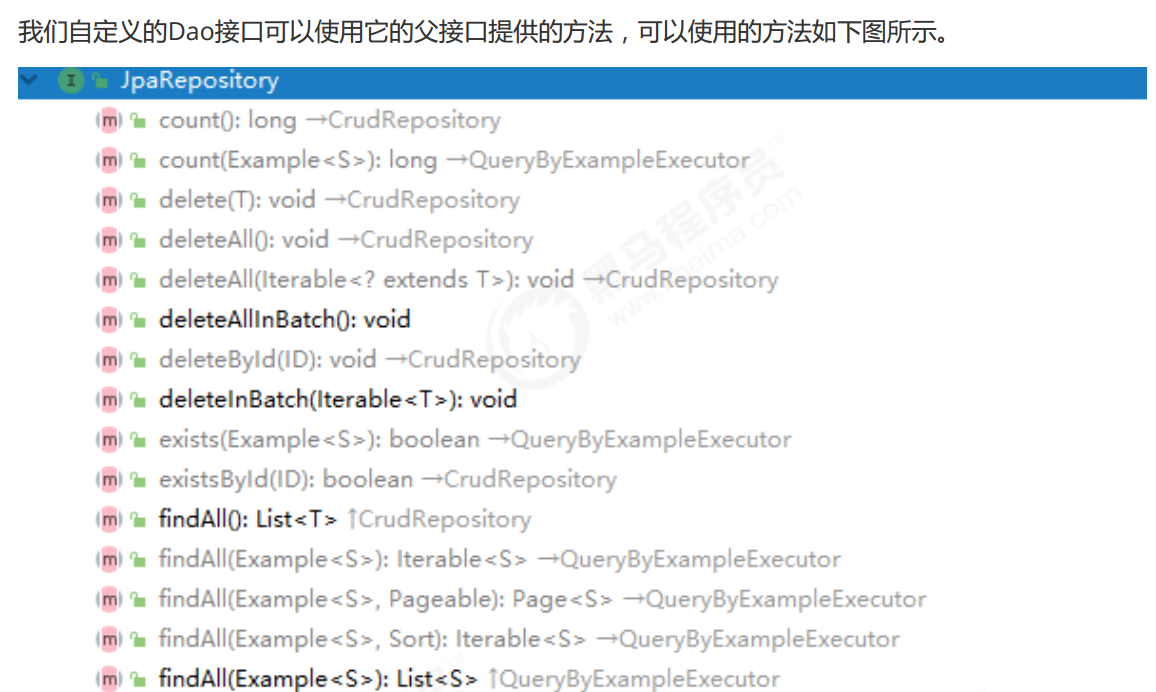 我们自定义的Dao接口可以使用它的父接口提供的方法，可以使用的方法如下图所示。
I JpaRepository
m count(): long →CrudRepository
m count(Example<S>): long →QueryByExampleExecutor
m delete(T): void →CrudRepository
m deleteAll(): void →CrudRepository
m deleteAll(Iterable<? extends T>): void →CrudRepository
m deleteAllInBatch(): void
m deleteById(ID): void →CrudRepository
m deleteInBatch(Iterable<T>): void
m exists(Example<S>): boolean →QueryByExampleExecutor
m existsById(ID): boolean →CrudRepository
m findAll(): List<T> ↑CrudRepository
m findAll(Example<S>): Iterable<S> →QueryByExampleExecutor
m findAll(Example<S>, Pageable): Page<S> →QueryByExampleExecutor
m findAll(Example<S>, Sort): Iterable<S> →QueryByExampleExecutor
m findAll(Example<S>): List<S> ↑QueryByExampleExecutor
黑马程序员